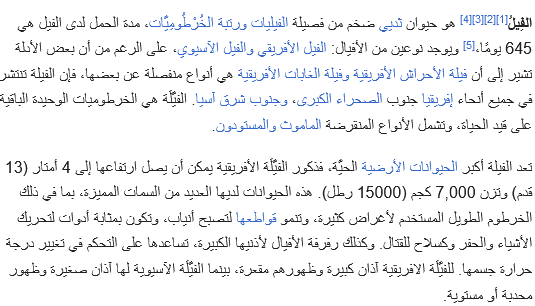 الفِيلُ[1][2][3][4] هو حيوان ثديي ضخم من فصيلة الفيليات ورتبة الخُرْطُومِيَّات، مدة الحمل لدى الفيل هي
645 يومًا،[5] ويوجد نوعين من الأفيال: الفيل الأفريقي والفيل الآسيوي، على الرغم من أن بعض الأدلة
تشير إلى أن فيلة الأحراش الأفريقية وفيلة الغابات الأفريقية هي أنواع منفصلة عن بعضها، فإن الفيلة تنتشر
في جميع أنحاء إفريقيا جنوب الصحراء الكبرى، وجنوب شرق آسيا. الفيَّلَة هي الخرطوميات الوحيدة الباقية
على قيد الحياة، وتشمل الأنواع المنقرضة الماموث والمستودون.
تعد الفيلة أكبر الحيوانات الأرضية الحيَّة، فذكور الفيَّلة الأفريقية يمكن أن يصل ارتفاعها إلى 4 أمتار (13
قدم) وتزن 7,000 كجم (15000 رطل). هذه الحيوانات لديها العديد من السمات المميزة، بما في ذلك
الخرطوم الطويل المستخدم لأغراض كثيرة، وتنمو قواطعها لتصبح أنياب، وتكون بمثابة أدوات لتحريك
الأشياء والحفر وكسلاح للقتال. وكذلك رفرفة الأفيال لأذنيها الكبيرة، تساعدها على التحكم في تغيير درجة
حرارة جسمها. للفيَّلة الافريقية آذان كبيرة وظهورهم مقعرة، بينما الفيَّلة الآسيوية لها آذان صغيرة وظهور
محدبة أو مستوية.